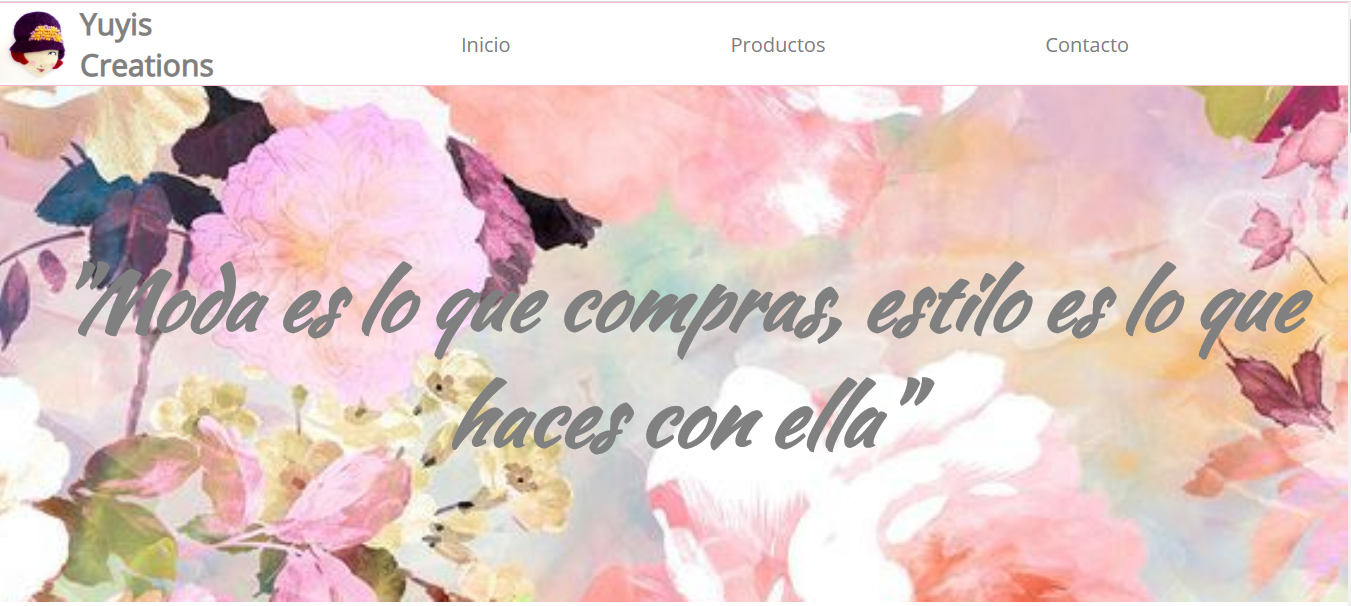 Yuyis
Creations
Inicio
Productos
Contacto
"Moda es lo que compras, estilo es lo que
haces con ella"